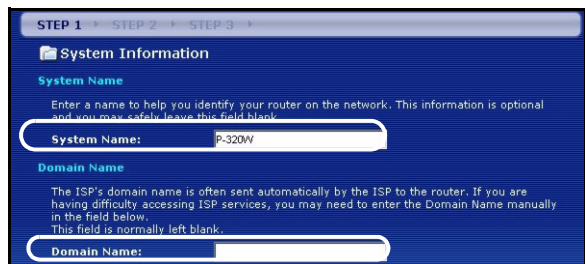 STEP 1 STEP 2 STEP 3
System Information
System Name
Enter a name to help you identify your router on the network. This information is optional
and you may safely leave this field blank.
System Name: P-320W
Domain Name
The ISP's domain name is often sent automatically by the ISP to the router. If you are
having difficulty accessing ISP services, you may need to enter the Domain Name manually
in the field below.
This field is normally left blank.
Domain Name: